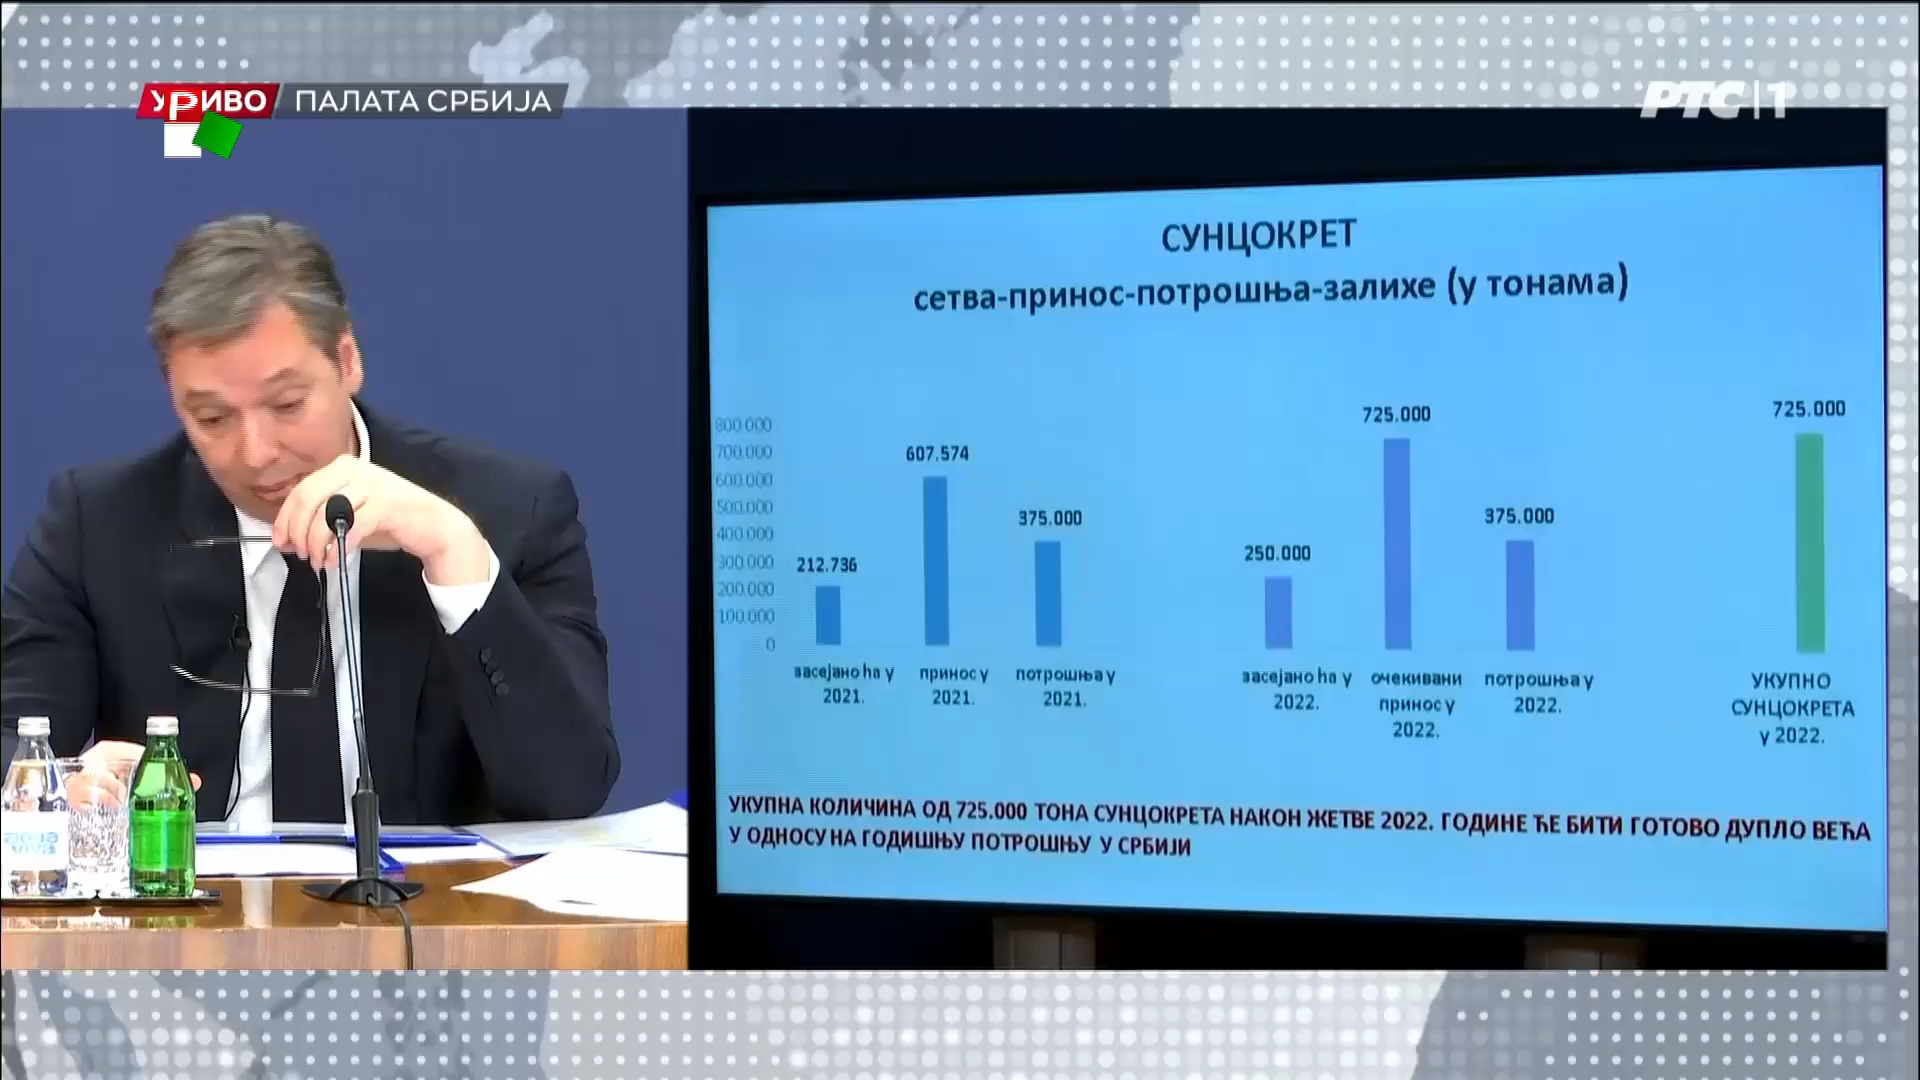 УРИВО
ПАЛАТА СРБИЈА
РТС|1
СУНЦОКРЕТ
сетва-принос-потрошња-залихе (у тонама)
800.000
700.000
600.000
500.000
400.000
300.000
200.000
100.000
0
212.736
607.574
375.000
250.000
725.000
375.000
725.000
засејано ћа у
2021.
принос у
2021.
потрошња у
2021.
засејано ћа у
2022.
очекивани
принос у
2022.
потрошња у
2022.
УКУПНО
СУНЦОКРЕТА
у 2022.
УКУПНА КОЛИЧИНА ОД 725.000 ТОНА СУНЦОКРЕТА НАКОН ЖЕТВЕ 2022. ГОДИНЕ ЋЕ БИТИ ГОТОВО ДУПЛО ВЕЋА
У ОДНОСУ НА ГОДИШЊУ ПОТРОШЊУ У СРБИЈИ